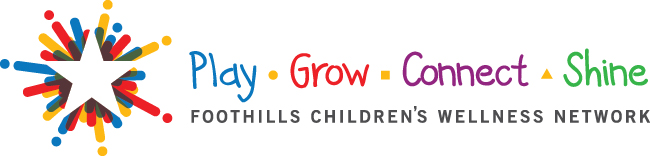 Play • Grow ▪ Connect ▴ Shine
FOOTHILLS CHILDREN'S WELLNESS NETWORK